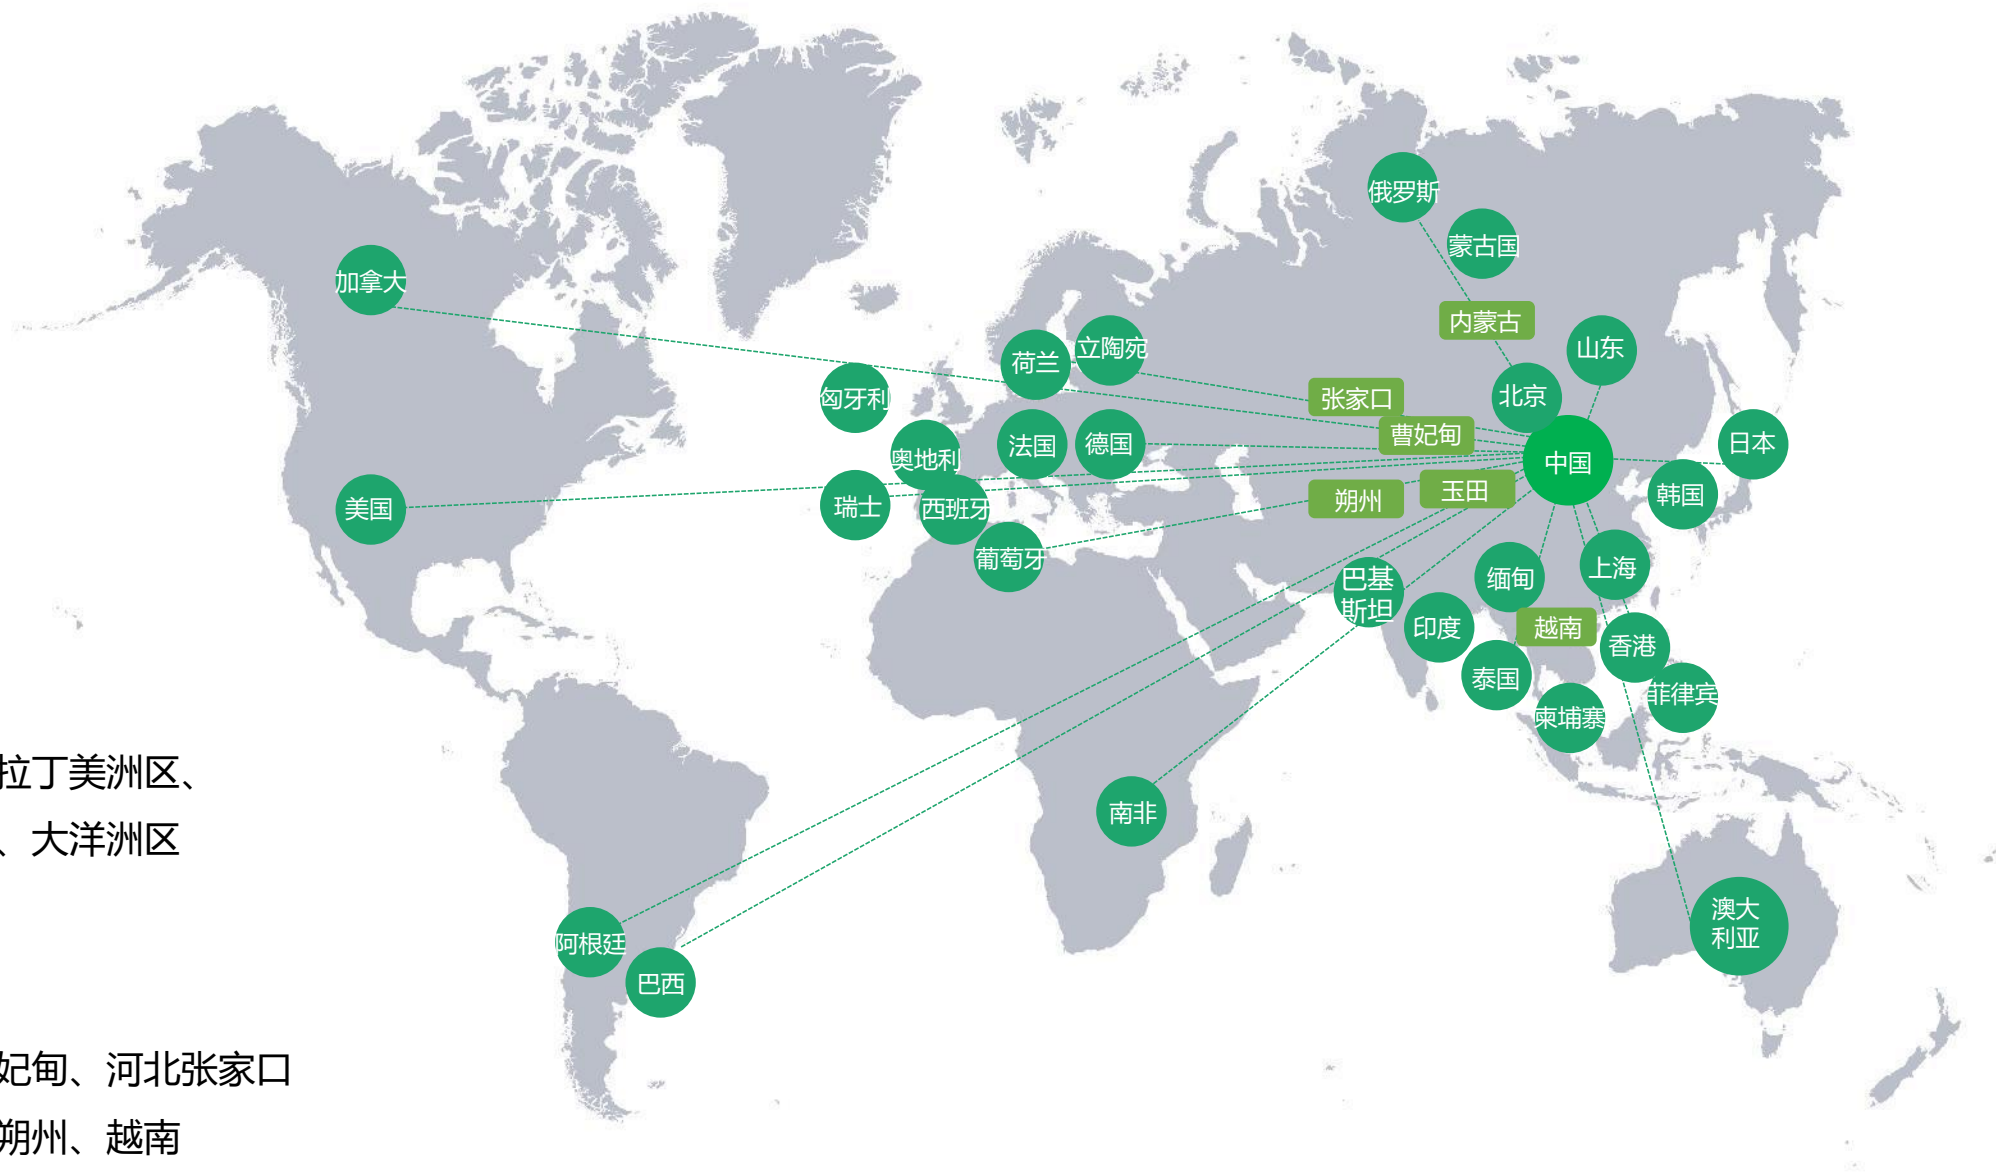 俄罗斯
蒙古国
加拿大
内蒙古
山东
荷兰
立陶宛
匈牙利
张家口
北京
曹妃甸
奥地利
法国
德国
中国
日本
美国
瑞士
西班牙
朔州
玉田
韩国
葡萄牙
巴基
斯坦
缅甸
上海
印度
越南
香港
泰国
菲律宾
柬埔寨
拉丁美洲区、
、大洋洲区
南非
阿根廷
巴西
澳大
利亚
妃甸、河北张家口
朔州、越南